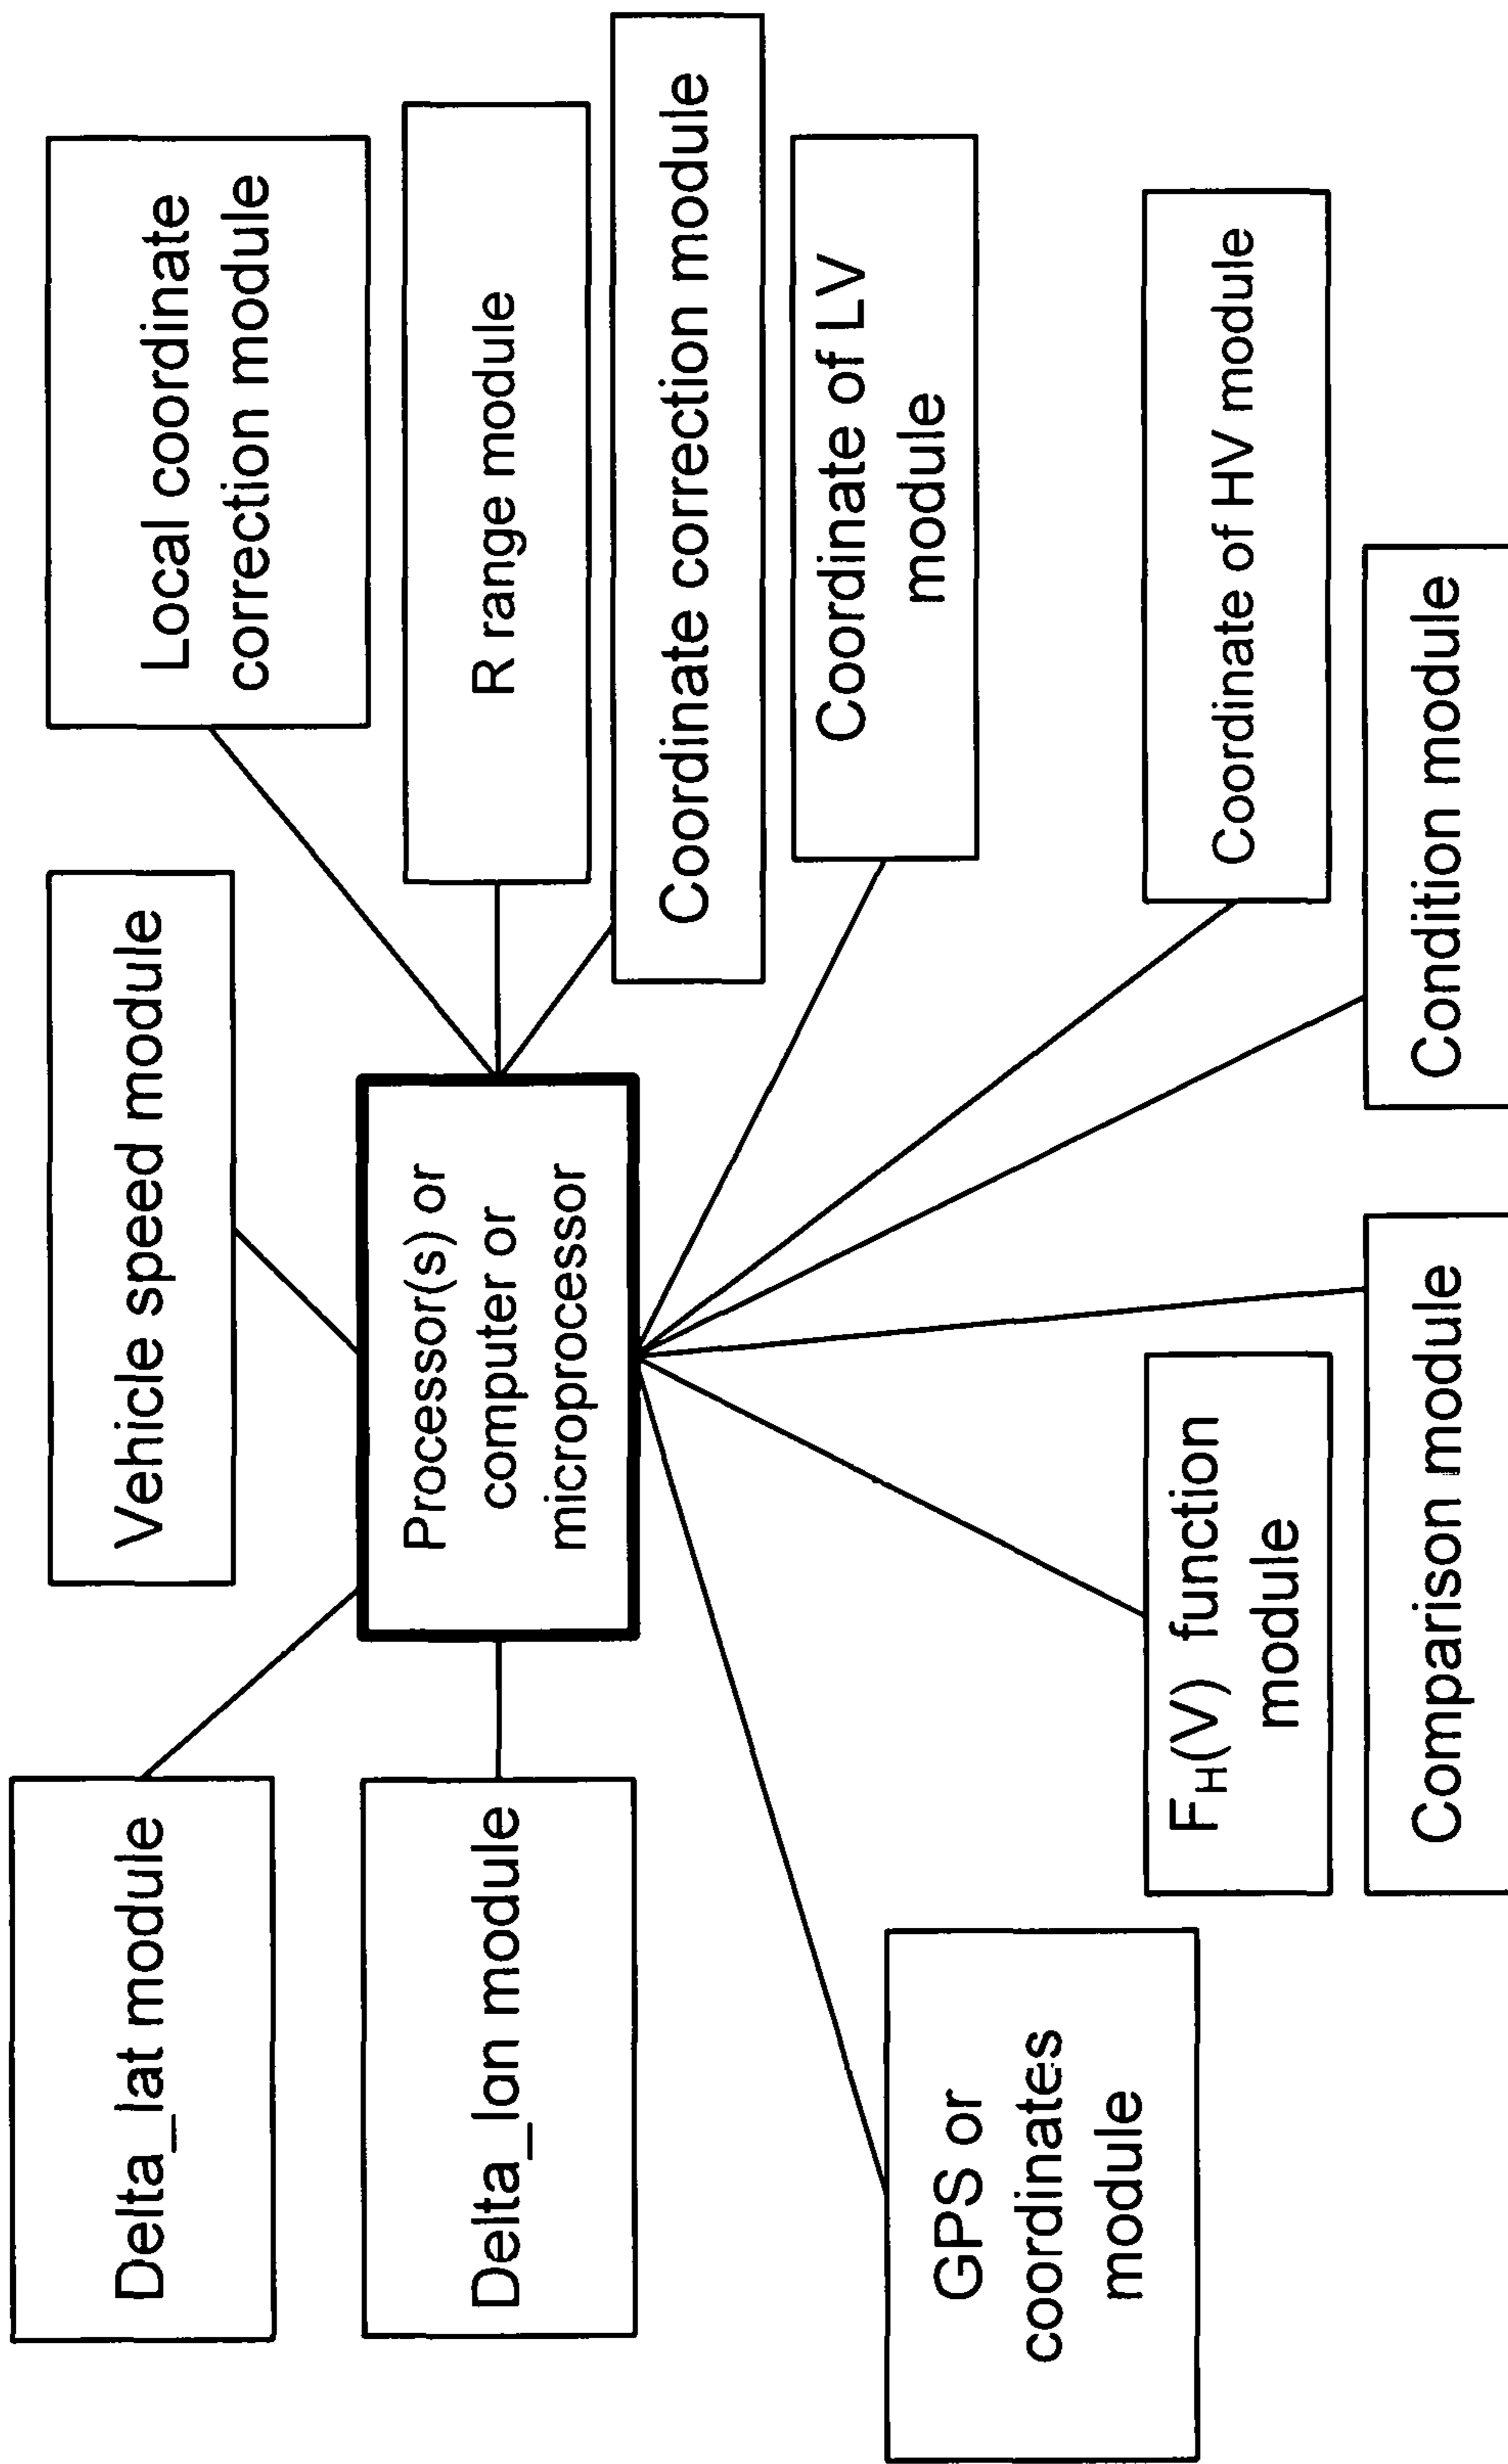 Delta_lat module
Vehicle speed module
Local coordinate
correction module
Delta_lon module
Processor(s) or
computer or
microprocessor
R range module
Coordinate correction module
Coordinate of LV
module
GPS or
coordinates
module
F_H(V) function
module
Coordinate of HV module
Comparison module
Condition module